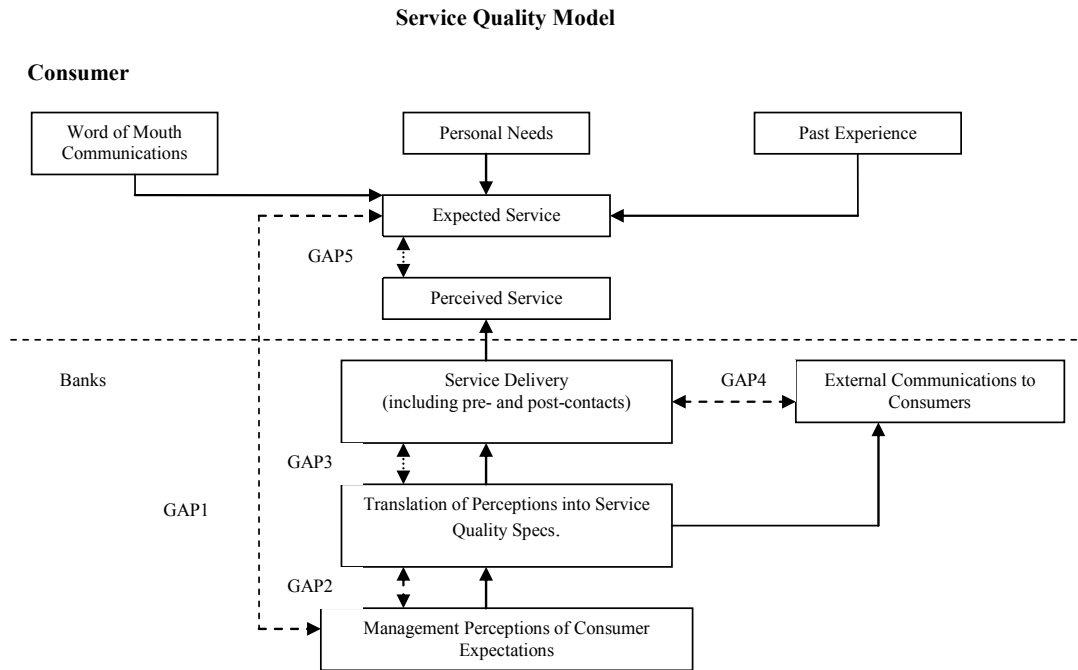 Service Quality Model
Consumer
Word of Mouth
Communications
Personal Needs
Past Experience
Expected Service
GAP5
Perceived Service
Banks
Service Delivery
(including pre- and post-contacts)
GAP4
External Communications to
Consumers
GAP3
Translation of Perceptions into Service
Quality Specs.
GAP1
GAP2
Management Perceptions of Consumer
Expectations